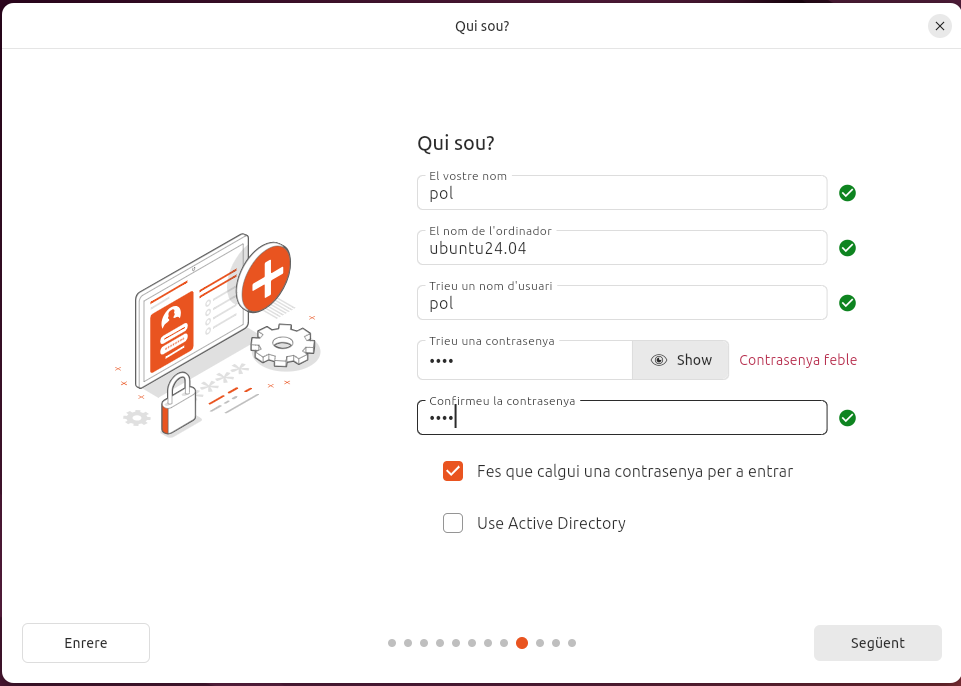 Qui sou?
Qui sou?
El vostre nom
pol
El nom de l'ordinador
ubuntu24.04
Trieu un nom d'usuari
pol
Trieu una contrasenya
•••• Show Contrasenya feble
Confirmeu la contrasenya
••••
Fes que calgui una contrasenya per a entrar
Use Active Directory
Enrere Següent